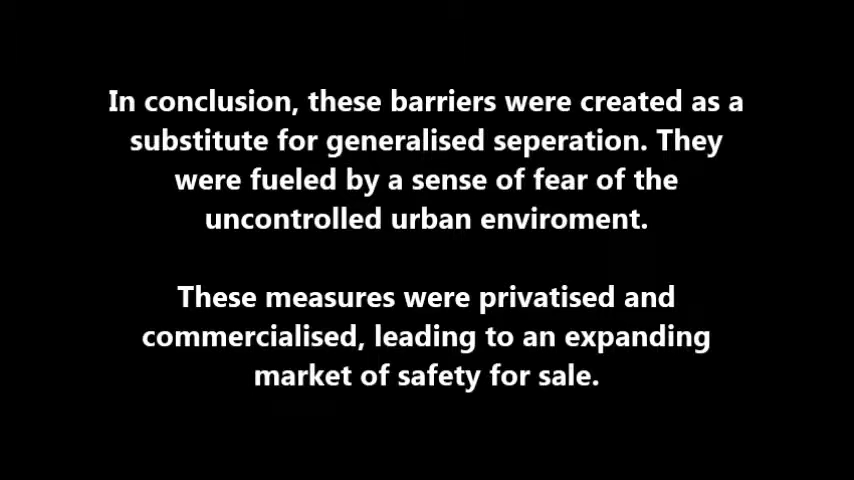 In conclusion, these barriers were created as a
substitute for generalised seperation. They
were fueled by a sense of fear of the
uncontrolled urban enviroment.
These measures were privatised and
commercialised, leading to an expanding
market of safety for sale.